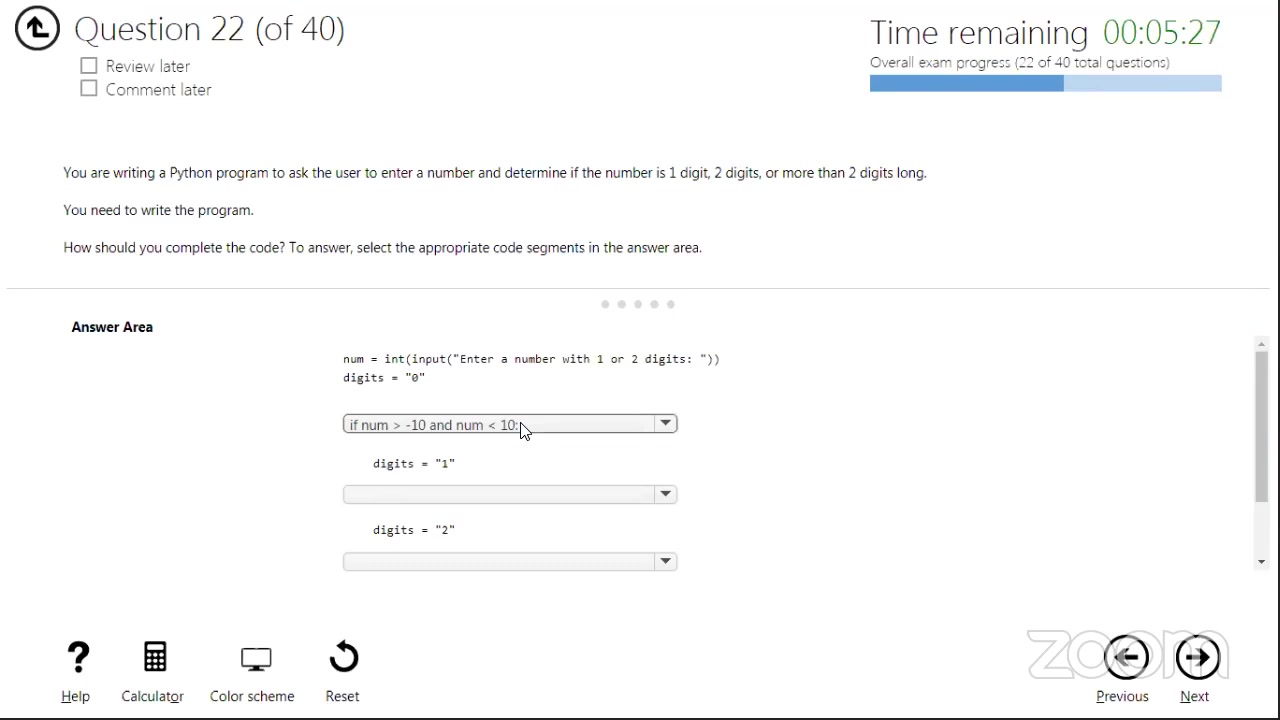 Question 22 (of 40)
Time remaining 00:05:27
Review later
Overall exam progress (22 of 40 total questions)
Comment later
You are writing a Python program to ask the user to enter a number and determine if the number is 1 digit, 2 digits, or more than 2 digits long.
You need to write the program.
How should you complete the code? To answer, select the appropriate code segments in the answer area.
Answer Area
num = int(input("Enter a number with 1 or 2 digits: "))
digits = "0"
if num > -10 and num < 10:
digits = "1"
digits = "2"
zoom
Help
Calculator
Color scheme
Reset
Previous
Next